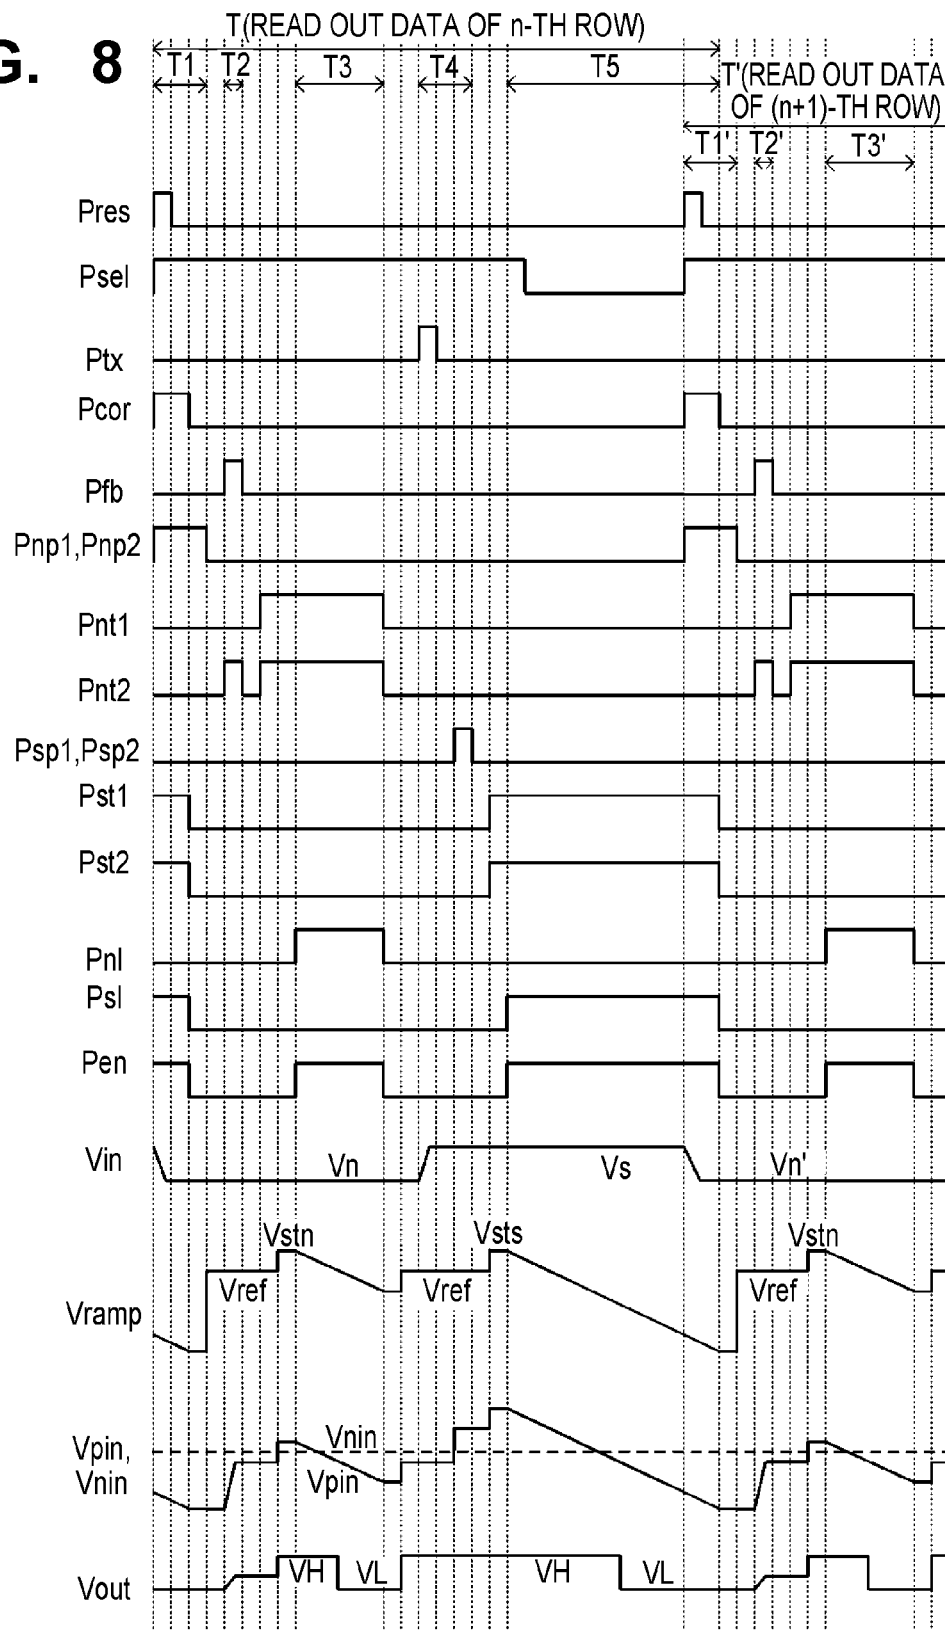 G. 8
T(READ OUT DATA OF n-TH ROW)
T1 T2 T3 T4 T5
T'(READ OUT DATA
OF (n+1)-TH ROW)
T1' T2' T3'
Pres
Psel
Ptx
Pcor
Pfb
Pnp1,Pnp2
Pnt1
Pnt2
Psp1,Psp2
Pst1
Pst2
Pnl
Psl
Pen
Vin Vn Vs Vn'
Vstn Vsts Vstn
Vref Vref Vref
Vramp
Vnin
Vpin,
Vnin Vpin
VH VL VH VL
Vout